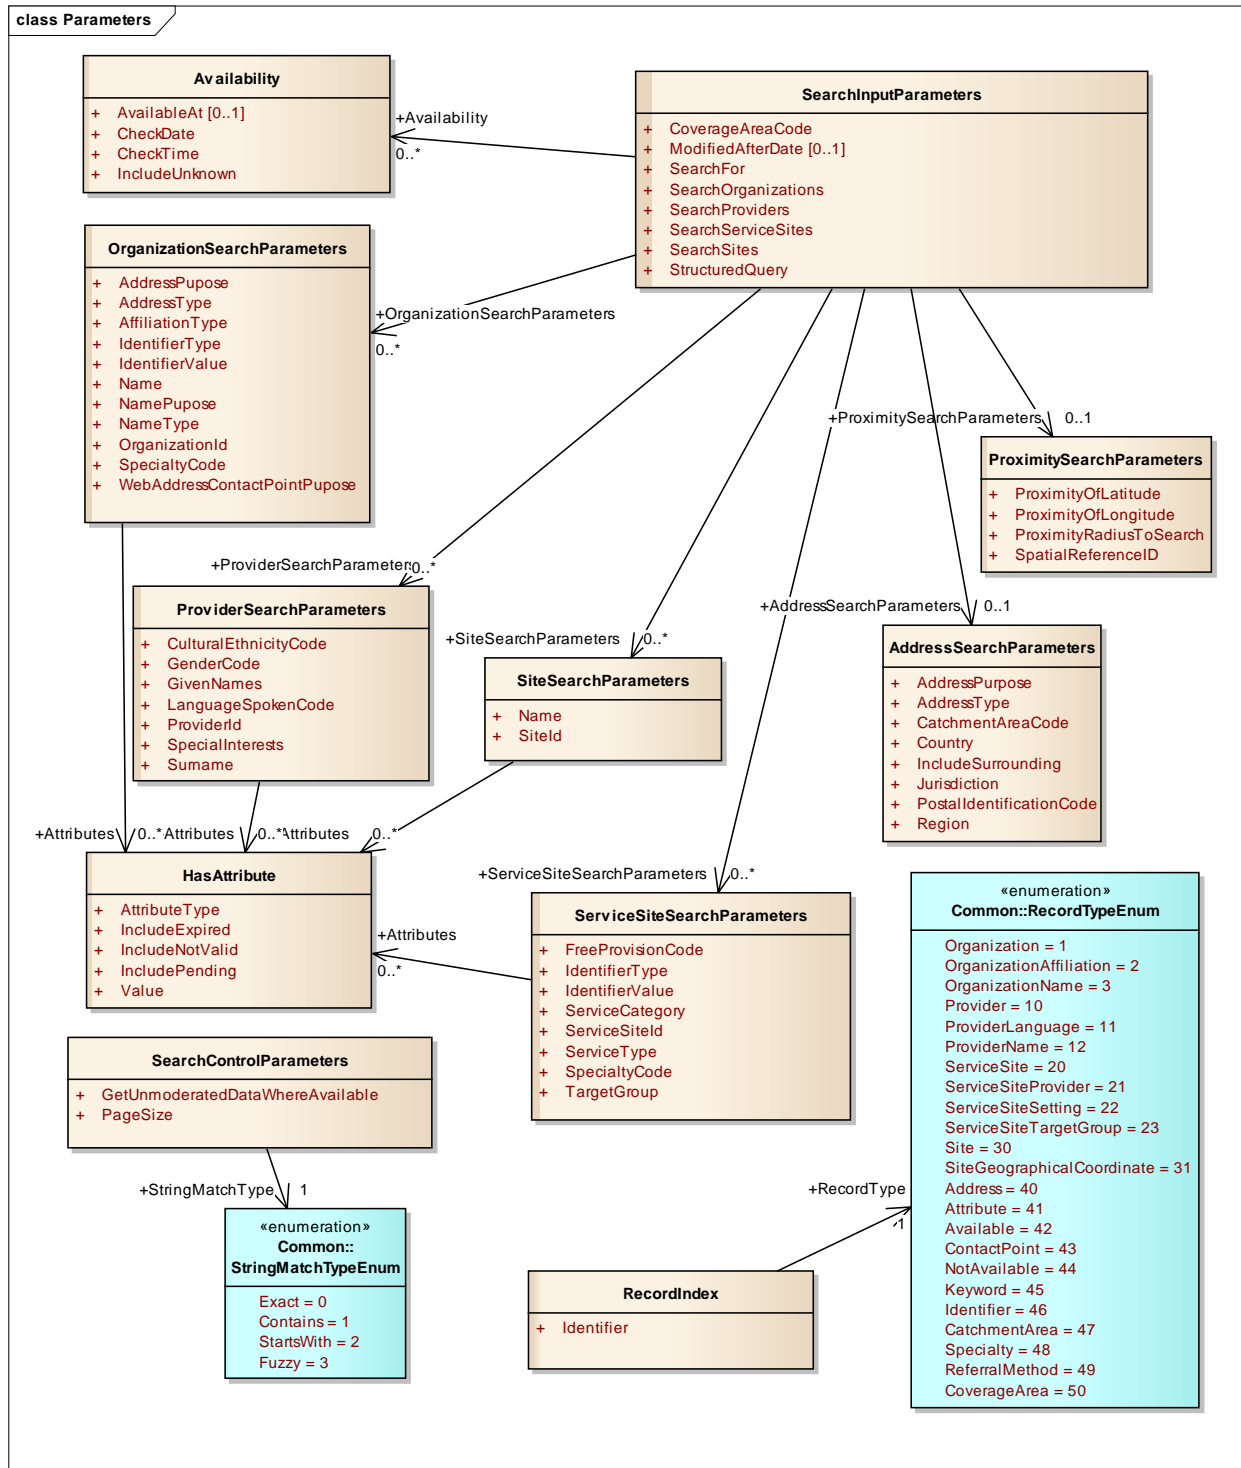 class Parameters
Availability
+ AvailableAt [0..1]
+ CheckDate
+ CheckTime
+ IncludeUnknown
+Availability
0..*
SearchInputParameters
+ CoverageAreaCode
+ ModifiedAfterDate [0..1]
+ SearchFor
+ SearchOrganizations
+ SearchProviders
+ SearchServiceSites
+ SearchSites
+ StructuredQuery
OrganizationSearchParameters
+ AddressPupose
+ AddressType
+ AffiliationType
+ IdentifierType
+ IdentifierValue
+ Name
+ NamePupose
+ NameType
+ OrganizationId
+ SpecialtyCode
+ WebAddressContactPointPupose
+OrganizationSearchParameters
0..*
+ProximitySearchParameters
0..1
ProximitySearchParameters
+ ProximityOfLatitude
+ ProximityOfLongitude
+ ProximityRadiusToSearch
+ SpatialReferenceID
+ProviderSearchParameters
0..*
ProviderSearchParameters
+ CulturalEthnicityCode
+ GenderCode
+ GivenNames
+ LanguageSpokenCode
+ ProviderId
+ SpecialInterests
+ Surname
+SiteSearchParameters
0..*
SiteSearchParameters
+ Name
+ SiteId
+AddressSearchParameters
0..1
AddressSearchParameters
+ AddressPurpose
+ AddressType
+ CatchmentAreaCode
+ Country
+ IncludeSurrounding
+ Jurisdiction
+ PostalIdentificationCode
+ Region
+Attributes
0..*
+Attributes
0..*
+Attributes
0..*
HasAttribute
+ AttributeType
+ IncludeExpired
+ IncludeNotValid
+ IncludePending
+ Value
+Attributes
0..*
+ServiceSiteSearchParameters
0..*
ServiceSiteSearchParameters
+ FreeProvisionCode
+ IdentifierType
+ IdentifierValue
+ ServiceCategory
+ ServiceSiteId
+ ServiceType
+ SpecialtyCode
+ TargetGroup
«enumeration»
Common::RecordTypeEnum
Organization = 1
OrganizationAffiliation = 2
OrganizationName = 3
Provider = 10
ProviderLanguage = 11
ProviderName = 12
ServiceSite = 20
ServiceSiteProvider = 21
ServiceSiteSetting = 22
ServiceSiteTargetGroup = 23
Site = 30
SiteGeographicalCoordinate = 31
Address = 40
Attribute = 41
Available = 42
ContactPoint = 43
NotAvailable = 44
Keyword = 45
Identifier = 46
CatchmentArea = 47
Specialty = 48
ReferralMethod = 49
CoverageArea = 50
SearchControlParameters
+ GetUnmoderatedDataWhereAvailable
+ PageSize
+StringMatchType
1
«enumeration»
Common::
StringMatchTypeEnum
Exact = 0
Contains = 1
StartsWith = 2
Fuzzy = 3
+RecordType
1
RecordIndex
+ Identifier